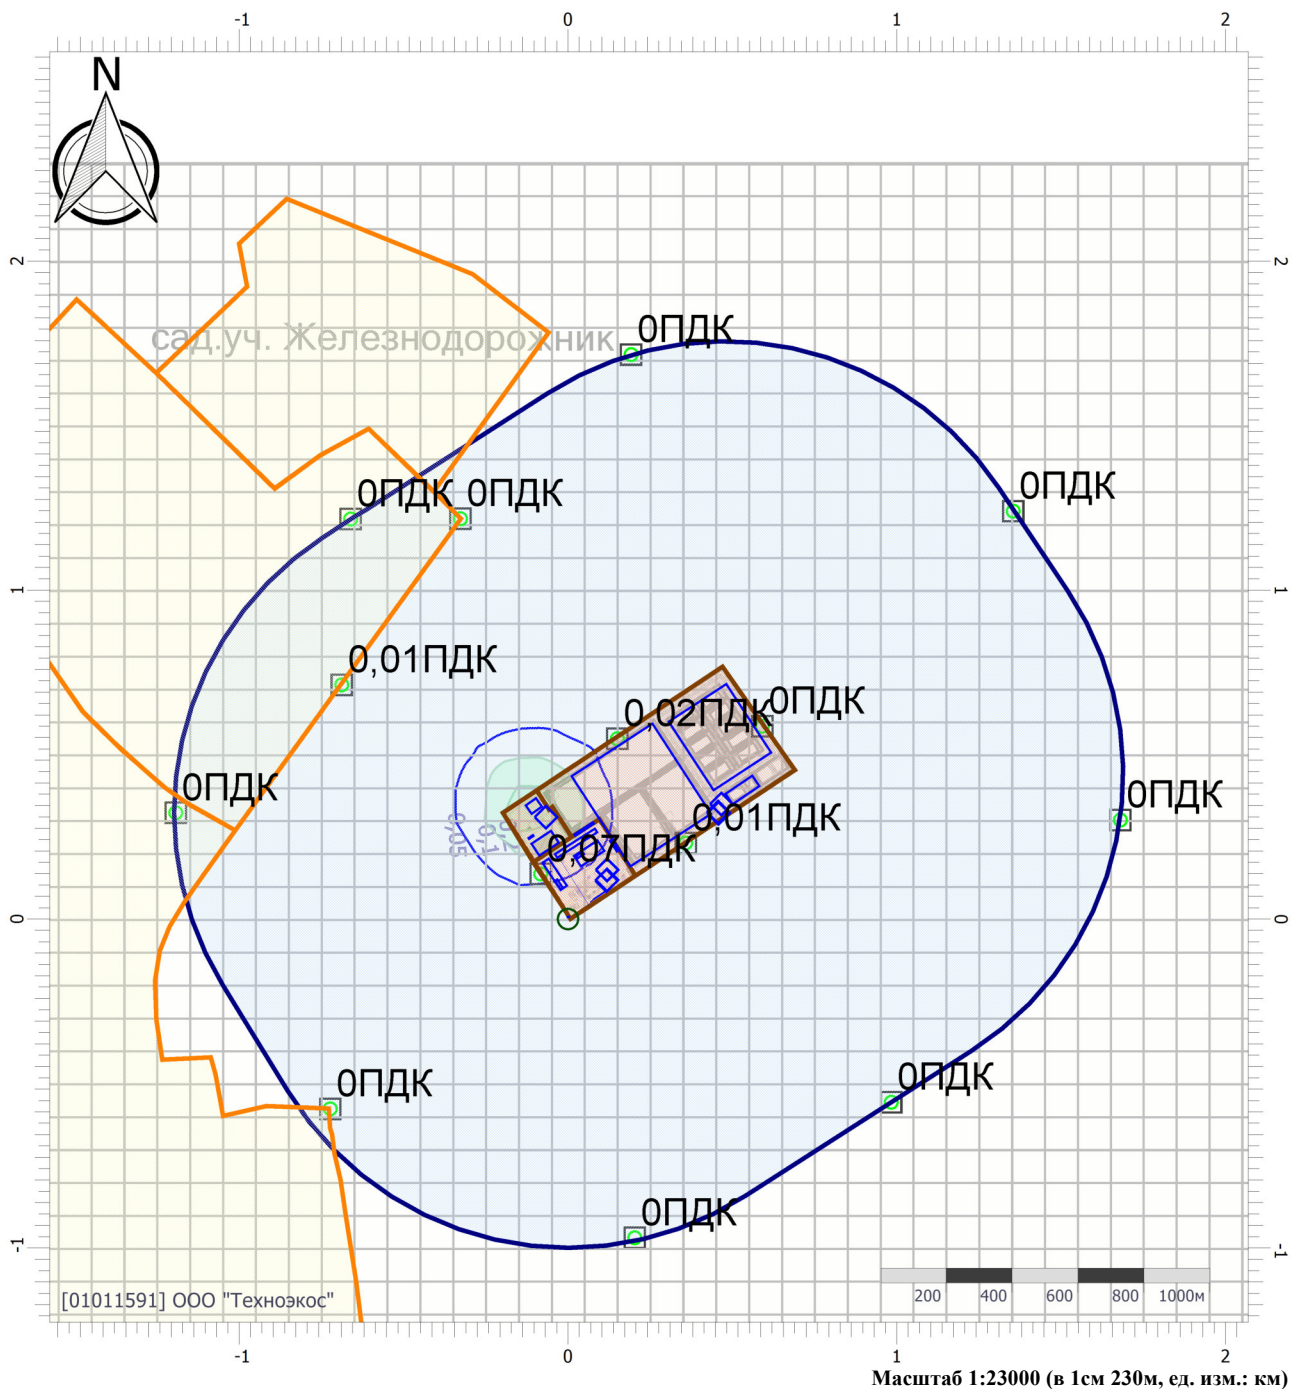 -1 0 1 2
N
2 2
сад.уч. Железнодорожник
0ПДК
0ПДК 0ПДК 0ПДК
1 1
0,01ПДК
0,02ПДК 0ПДК
0ПДК 0ПДК
0,01ПДК
0,05 0,1
0,07ПДК
0 0
0ПДК 0ПДК
0ПДК
-1 -1
[01011591] ООО "Техноэкос"
200 400 600 800 1000м
-1 0 1 2
Масштаб 1:23000 (в 1см 230м, ед. изм.: км)